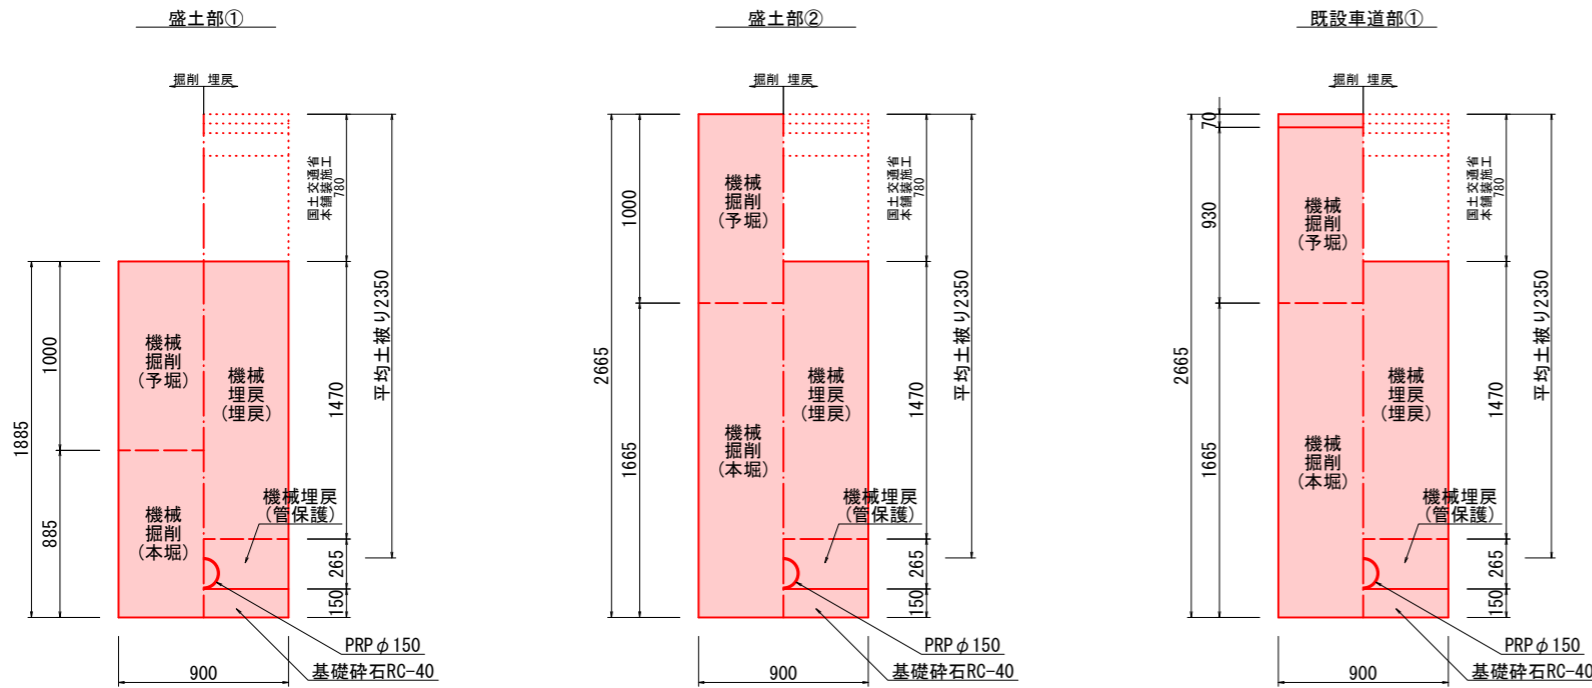 盛土部①
掘削 埋戻
国土交通省
本舗装施工
780
平均土被り2350
1885
1000
885
機械
掘削
(予堀)
機械
掘削
(本堀)
機械
埋戻
(埋戻)
機械埋戻
(管保護)
1470
265
150
PRPφ150
基礎砕石RC-40
900
盛土部②
掘削 埋戻
国土交通省
本舗装施工
780
平均土被り2350
2665
1000
1665
機械
掘削
(予堀)
機械
掘削
(本堀)
機械
埋戻
(埋戻)
機械埋戻
(管保護)
1470
265
150
PRPφ150
基礎砕石RC-40
900
既設車道部①
掘削 埋戻
国土交通省
本舗装施工
780
平均土被り2350
2665
70
930
1665
機械
掘削
(予堀)
機械
掘削
(本堀)
機械
埋戻
(埋戻)
機械埋戻
(管保護)
1470
265
150
PRPφ150
基礎砕石RC-40
900